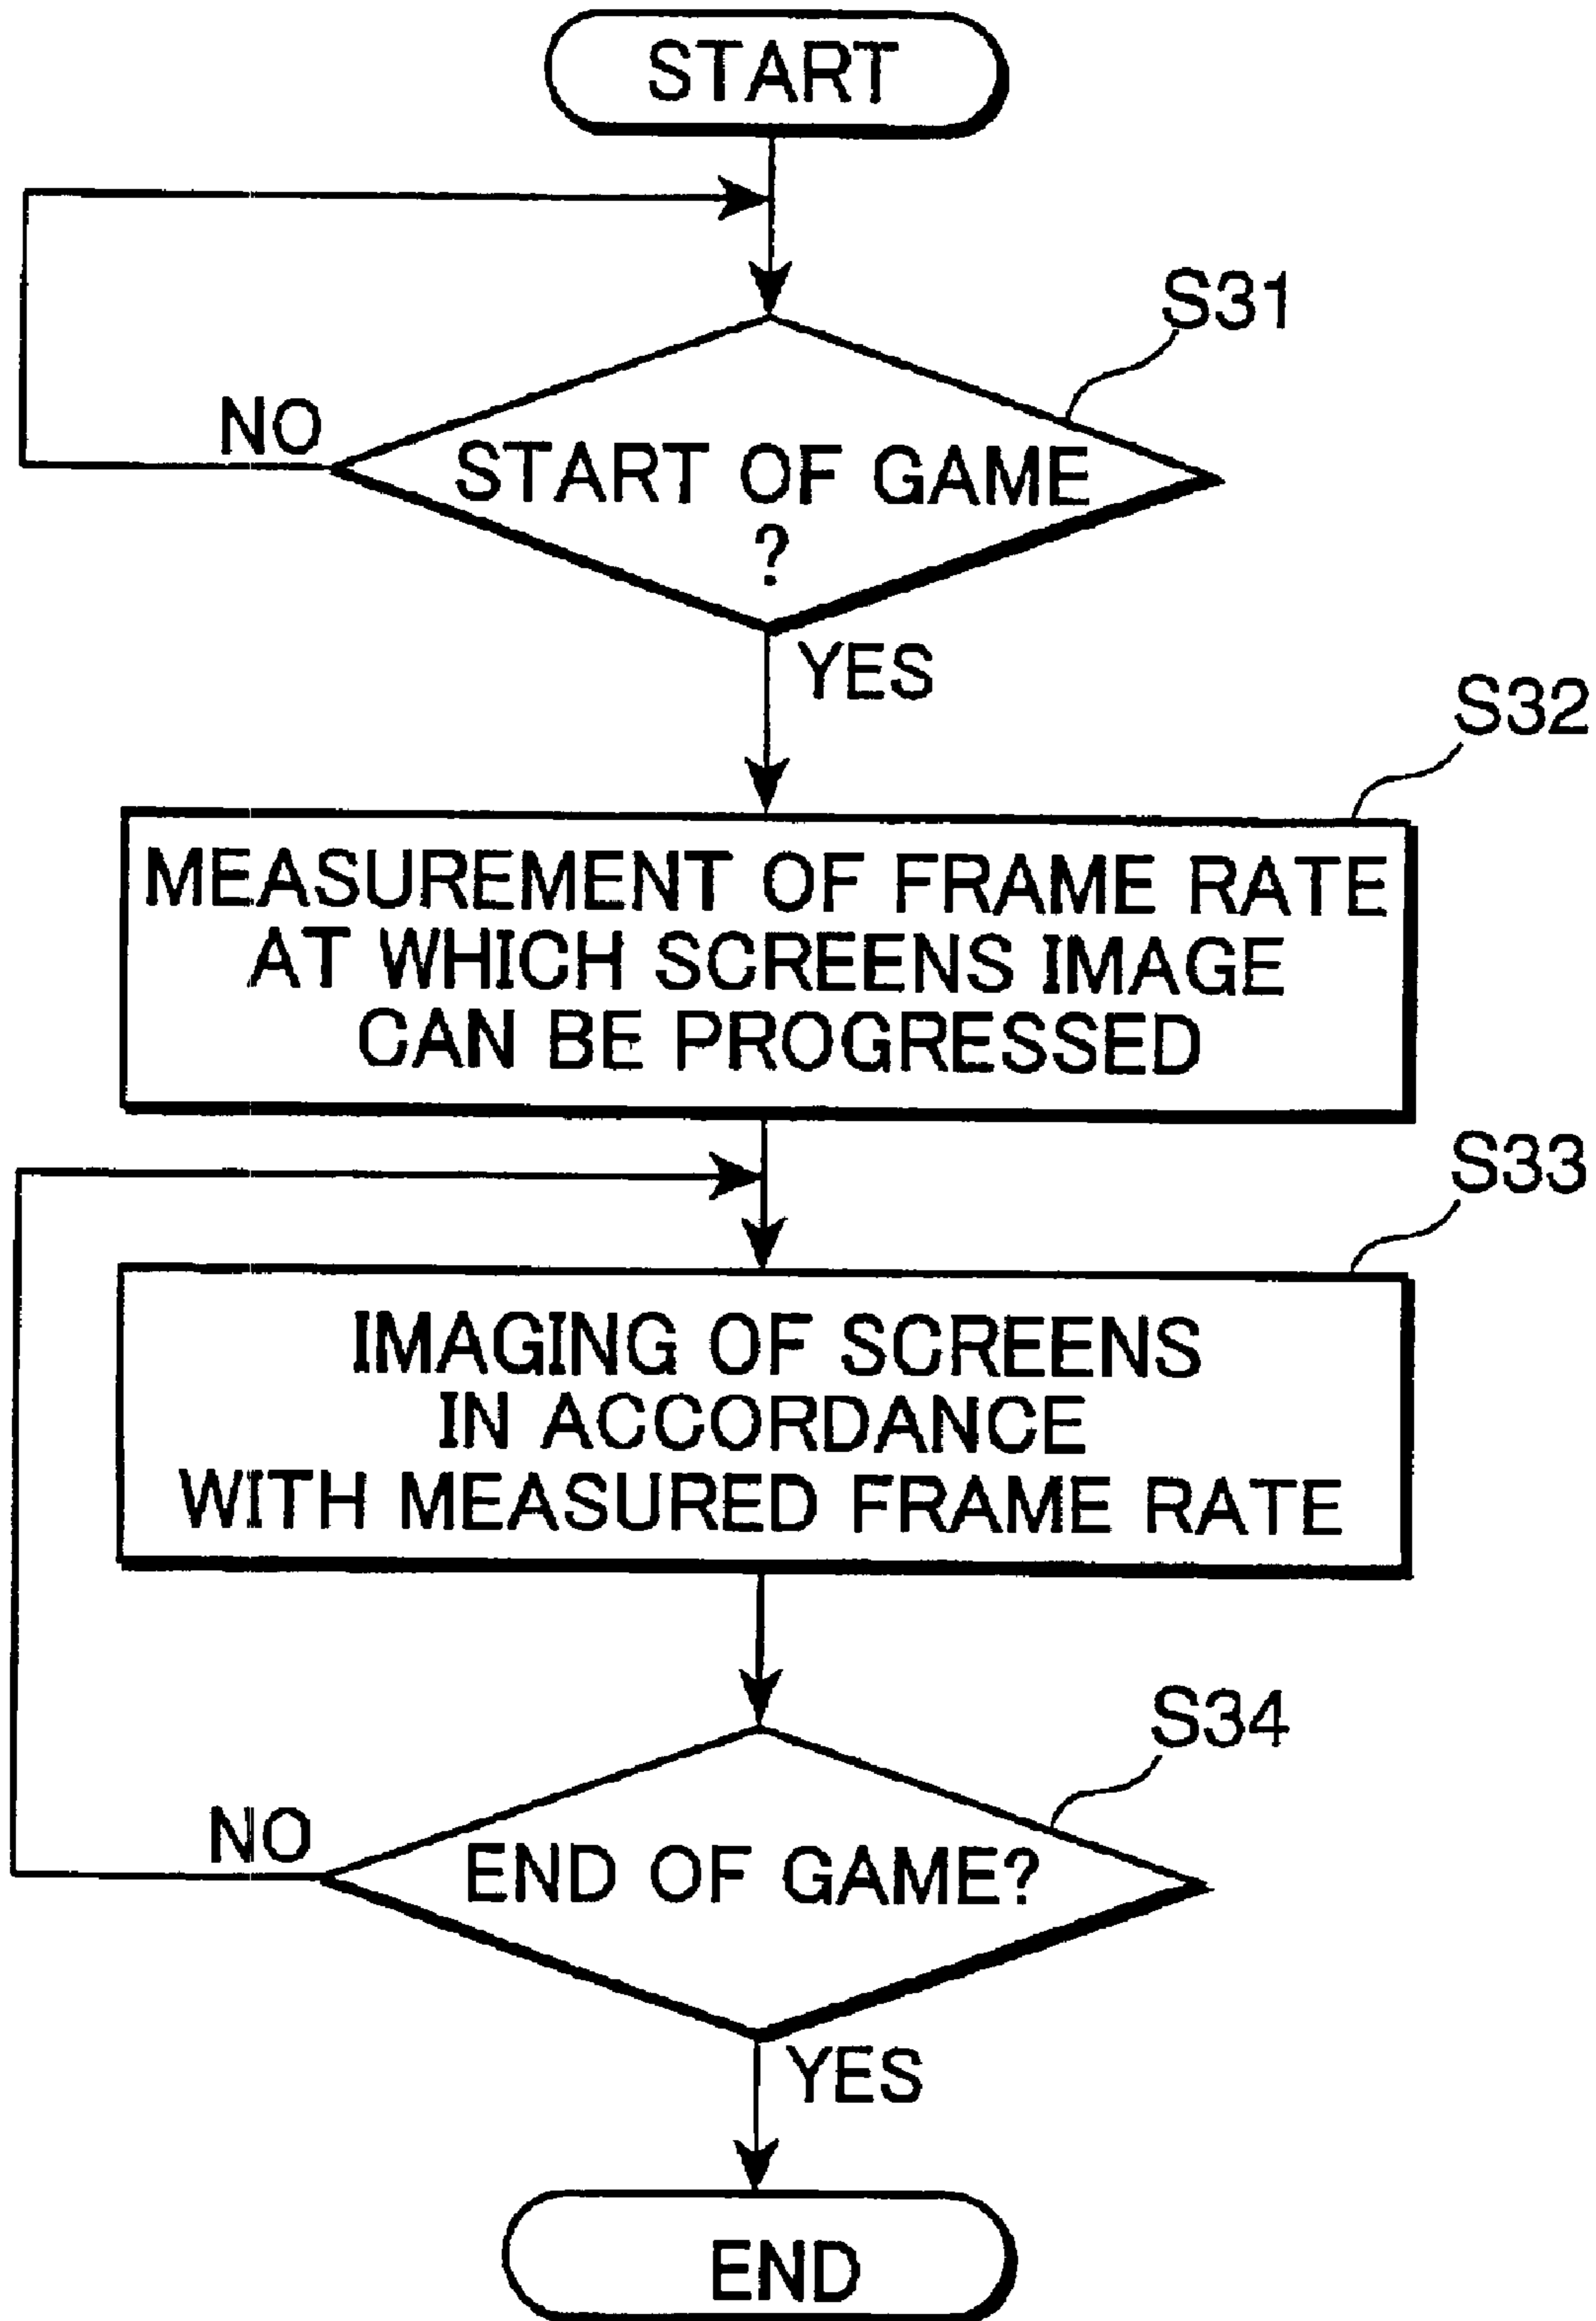 START
S31
NO
START OF GAME
?
YES
S32
MEASUREMENT OF FRAME RATE
AT WHICH SCREENS IMAGE
CAN BE PROGRESSED
S33
IMAGING OF SCREENS
IN ACCORDANCE
WITH MEASURED FRAME RATE
S34
NO
END OF GAME?
YES
END